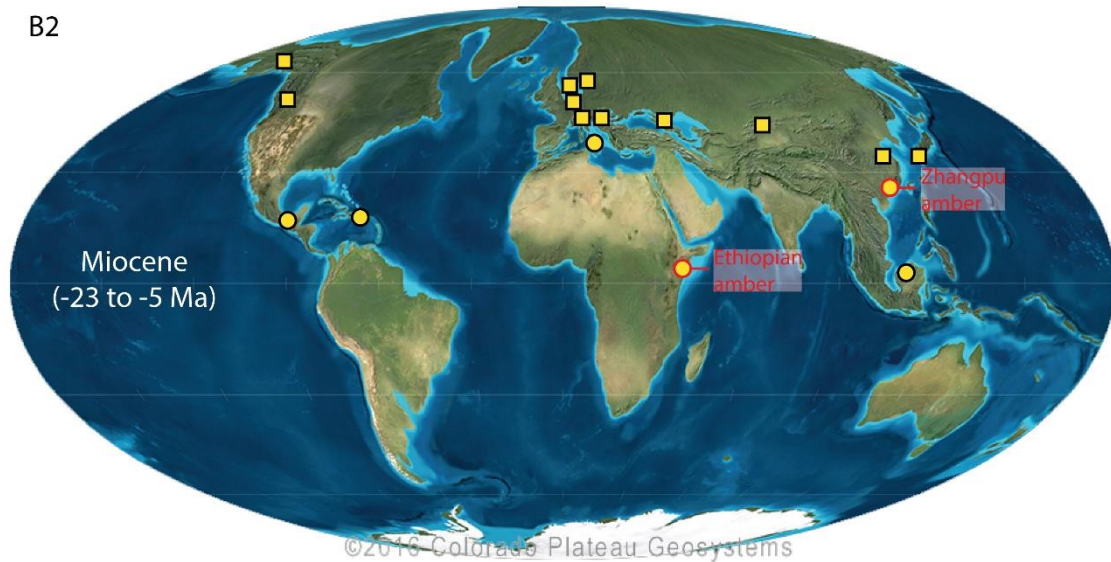 B2
Zhangpu
amber
Ethiopian
amber
Miocene
(-23 to -5 Ma)
©2016 Colorado Plateau Geosystems